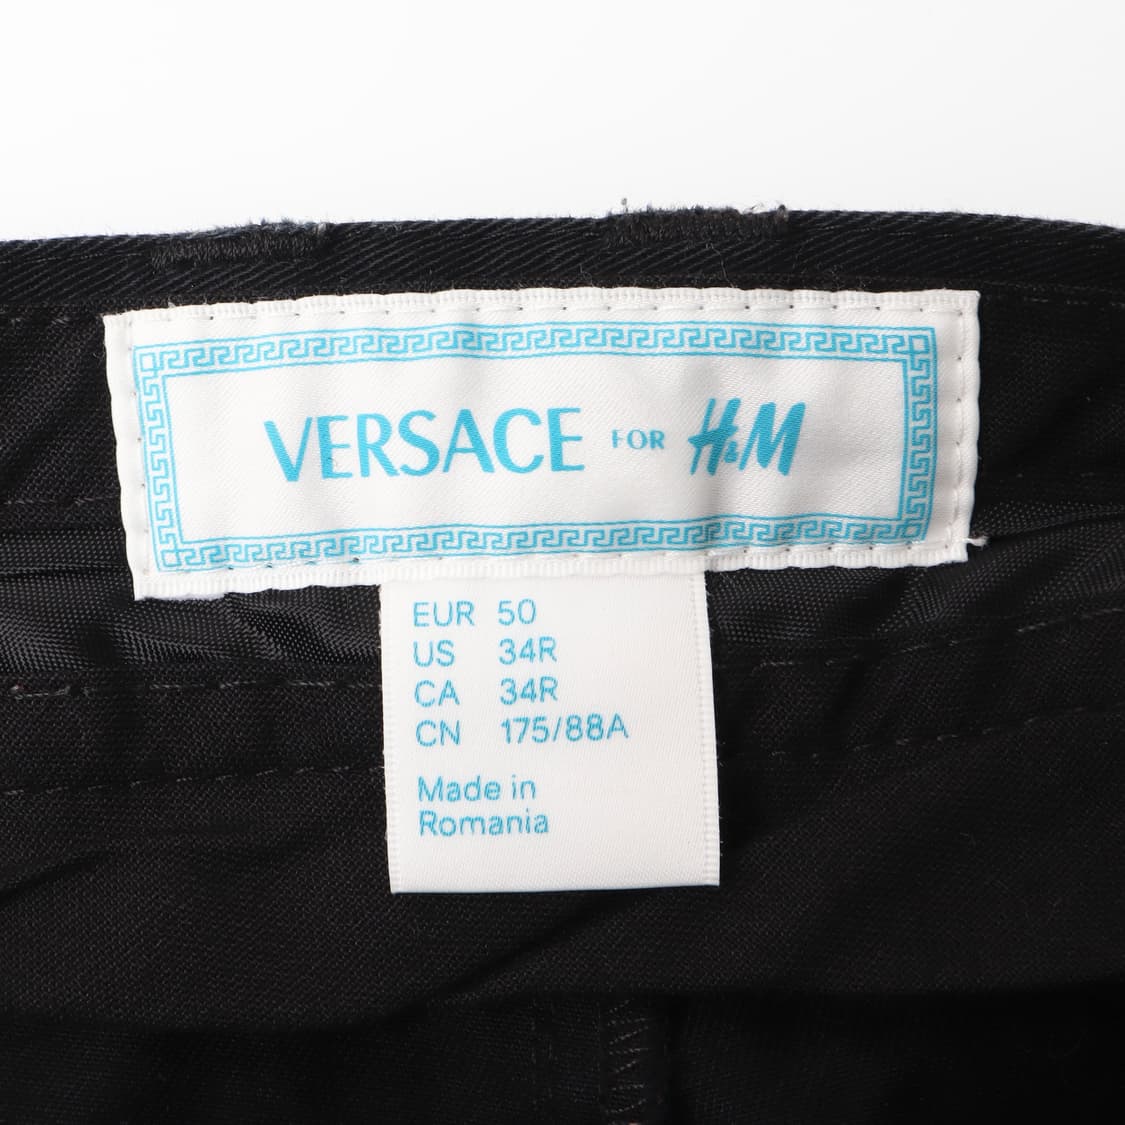 VERSACE FOR H&M
EUR 50
US 34R
CA 34R
CN 175/88A
Made in
Romania